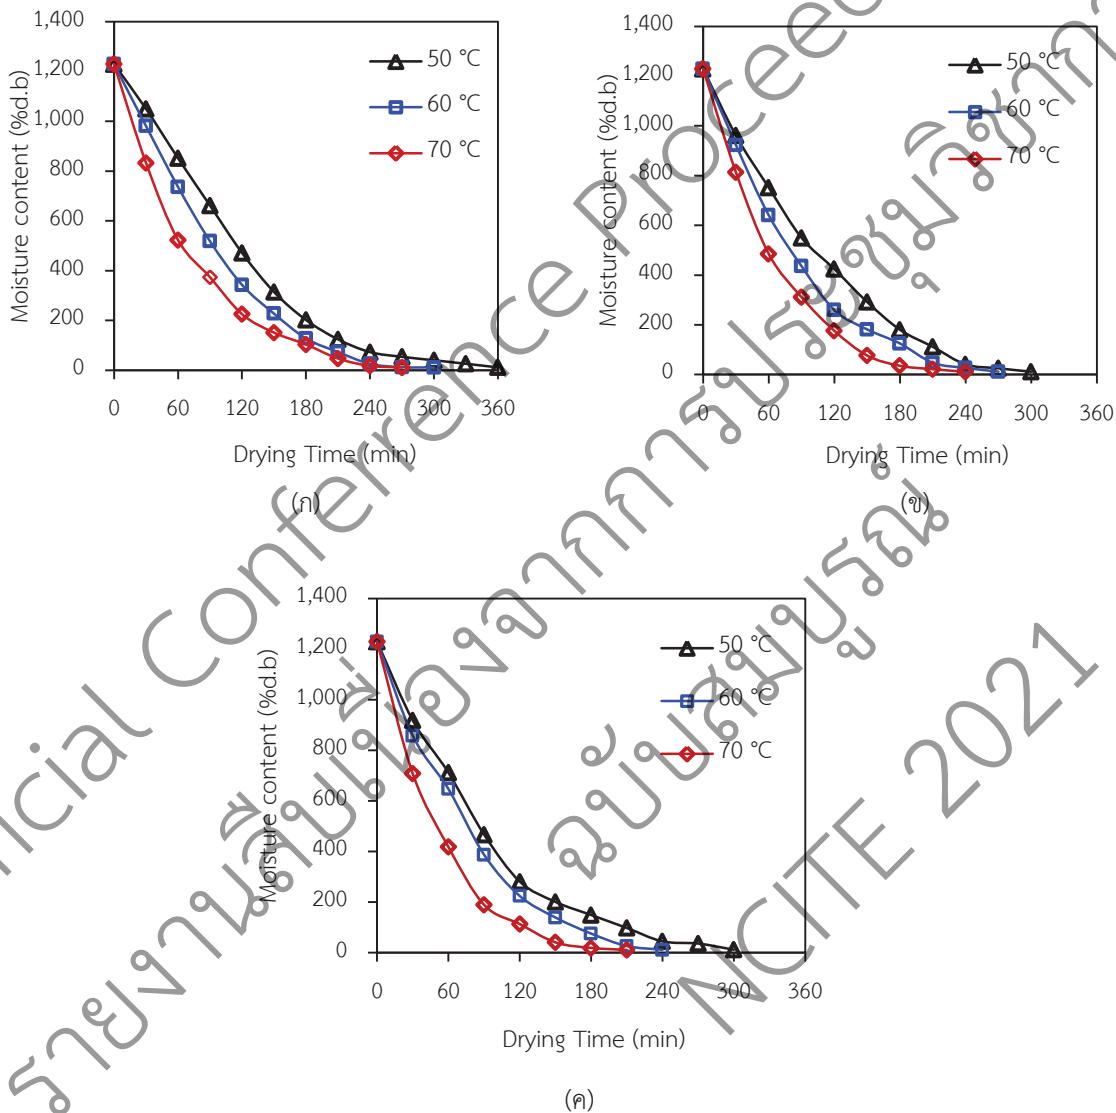 1,400
1,200
1,000
800
600
400
200
0
Moisture content (%d.b)
50 °C
60 °C
70 °C
0 60 120 180 240 300 360
Drying Time (min)
(ก)
1,400
1,200
1,000
800
600
400
200
0
Moisture content (%d.b)
50 °C
60 °C
70 °C
0 60 120 180 240 300 360
Drying Time (min)
(ข)
1,400
1,200
1,000
800
600
400
200
0
Moisture content (%d.b)
50 °C
60 °C
70 °C
0 60 120 180 240 300 360
Drying Time (min)
(ค)
Conferrence
รายงานสืบเนื่องจากการประชุมวิชาการ
ฉบับสมบูรณ์
NCITE 2021